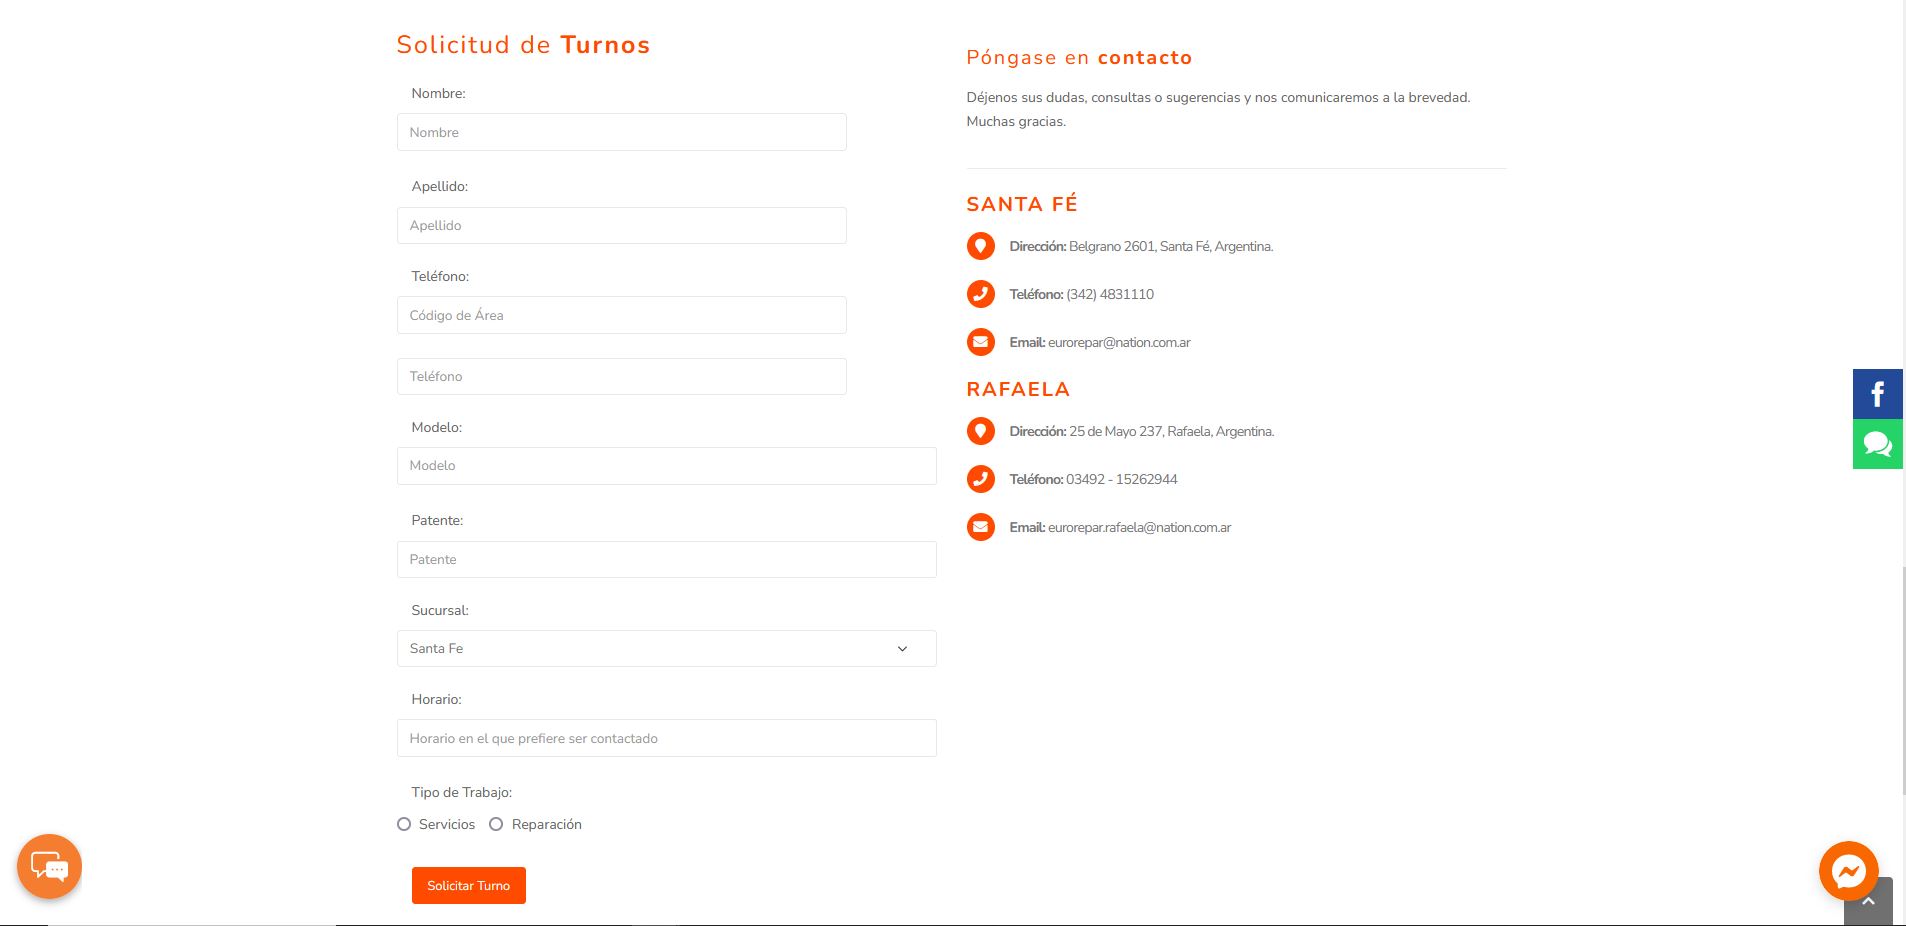 Solicitud de Turnos
Nombre:
Nombre
Apellido:
Apellido
Teléfono:
Código de Área
Teléfono
Modelo:
Modelo
Patente:
Patente
Sucursal:
Santa Fe
Horario:
Horario en el que prefiere ser contactado
Tipo de Trabajo:
Servicios Reparación
Solicitar Turno
Póngase en contacto
Déjenos sus dudas, consultas o sugerencias y nos comunicaremos a la brevedad.
Muchas gracias.
SANTA FÉ
Dirección: Belgrano 2601, Santa Fé, Argentina.
Teléfono: (342) 4831110
Email: eurorepar@nation.com.ar
RAFAELA
Dirección: 25 de Mayo 237, Rafaela, Argentina.
Teléfono: 03492 - 15262944
Email: eurorepar.rafaela@nation.com.ar